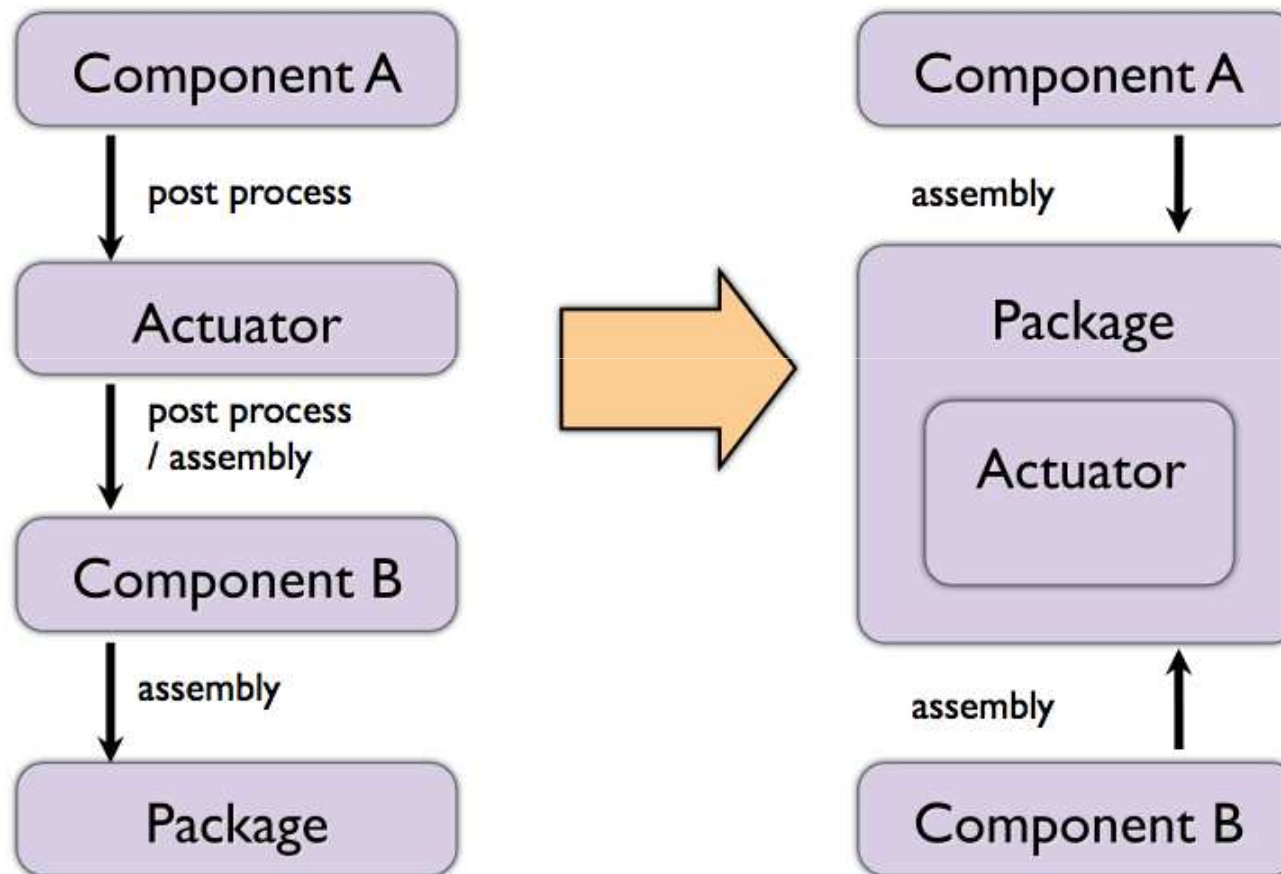 Component A
post process
Actuator
post process
/ assembly
Component B
assembly
Package
Component A
assembly
Package
Actuator
assembly
Component B